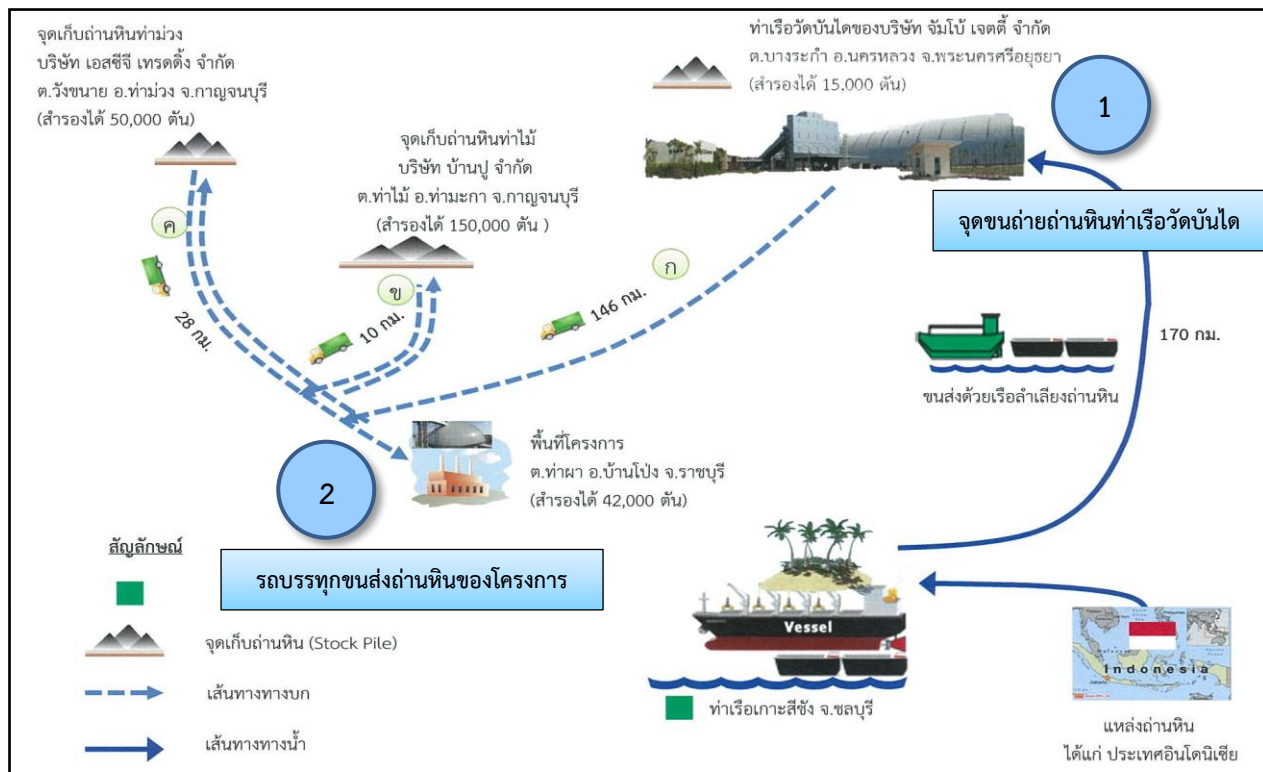 จุดเก็บถ่านหินท่าม่วง
บริษัท เอสซีจี เทรดดิ้ง จำกัด
ต.วังขนาย อ.ท่าม่วง จ.กาญจนบุรี
(สำรองได้ 50,000 ตัน)
ท่าเรือวัดบันไดของบริษัท จัมโบ้ เจตตี้ จำกัด
ต.บางระกำ อ.นครหลวง จ.พระนครศรีอยุธยา
(สำรองได้ 15,000 ตัน)
1
จุดเก็บถ่านหินท่าไม้
บริษัท บ้านปู จำกัด
ต.ท่าไม้ อ.ท่ามะกา จ.กาญจนบุรี
(สำรองได้ 150,000 ตัน )
จุดขนถ่ายถ่านหินท่าเรือวัดบันได
ค
ข
ก
28 กม.
10 กม.
146 กม.
170 กม.
ขนส่งด้วยเรือลำเลียงถ่านหิน
พื้นที่โครงการ
ต.ท่าผา อ.บ้านโป่ง จ.ราชบุรี
(สำรองได้ 42,000 ตัน)
2
รถบรรทุกขนส่งถ่านหินของโครงการ
สัญลักษณ์
จุดเก็บถ่านหิน (Stock Pile)
เส้นทางทางบก
เส้นทางทางน้ำ
Vessel
ท่าเรือเกาะสีชัง จ.ชลบุรี
Indonesia
แหล่งถ่านหิน
ได้แก่ ประเทศอินโดนิเซีย